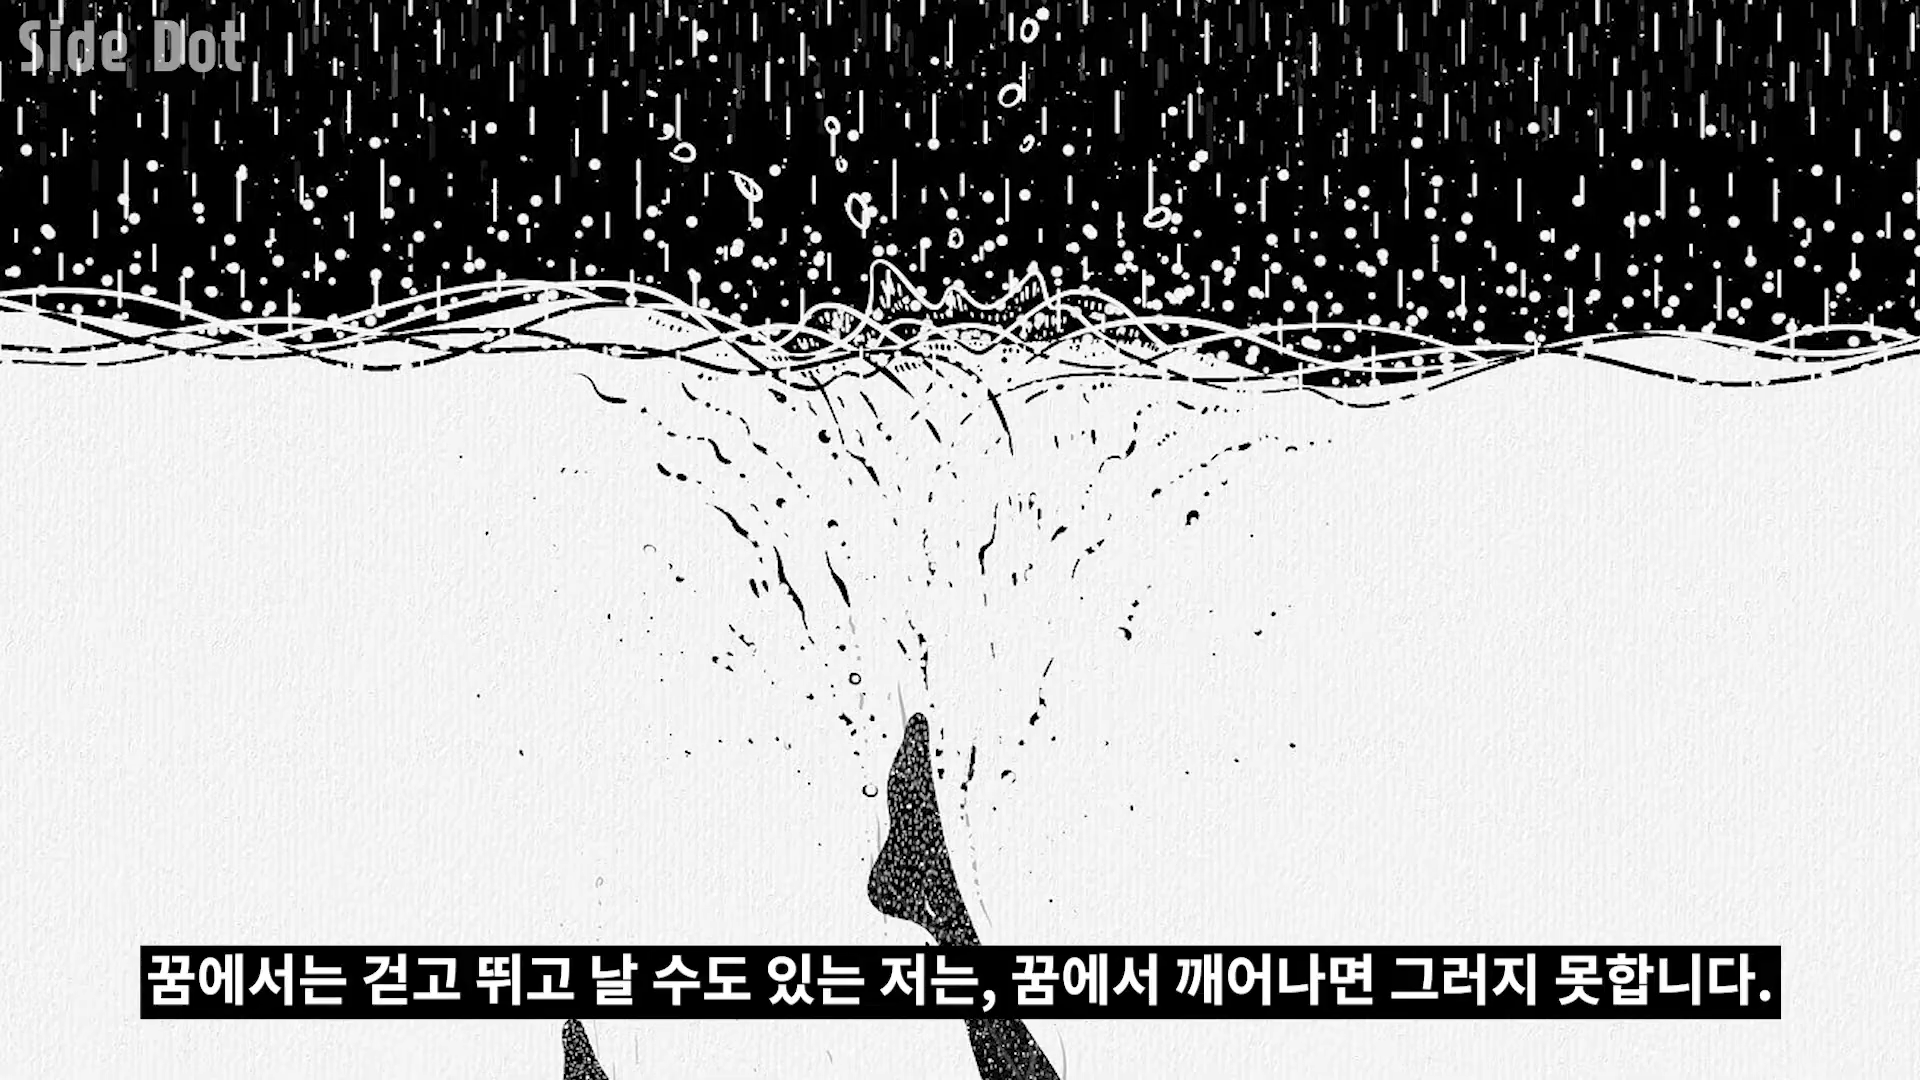 Side Dot
꿈에서는 걷고 뛰고 날 수도 있는 저는, 꿈에서 깨어나면 그러지 못합니다.